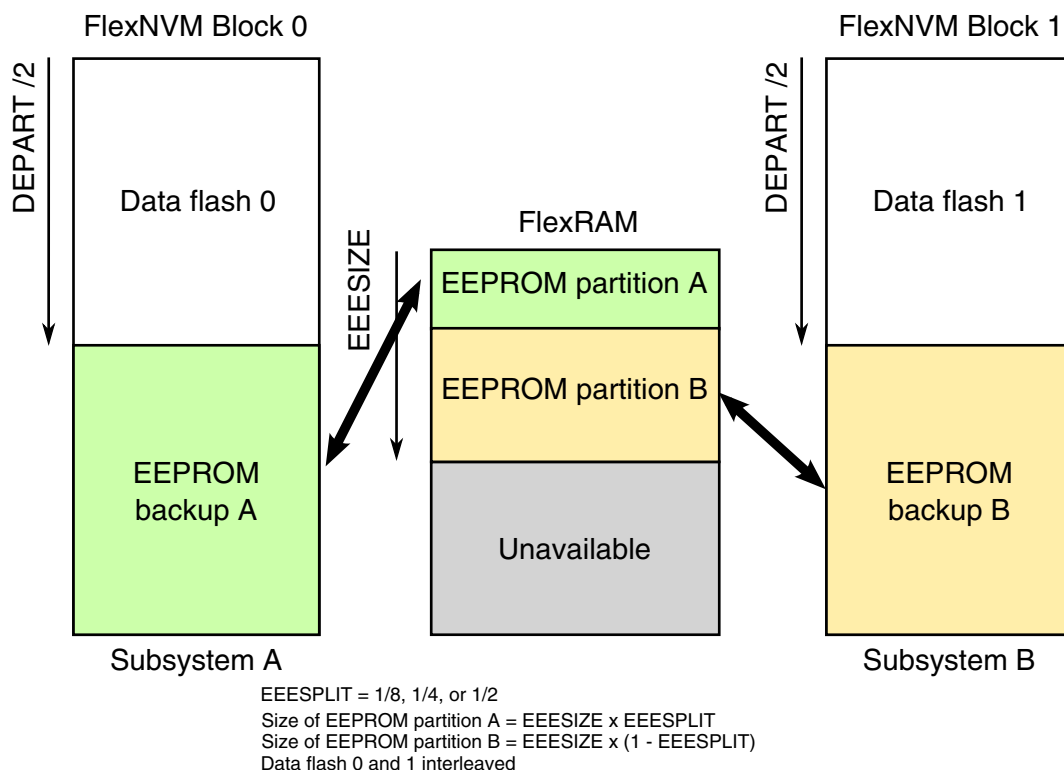 FlexNVM Block 0
FlexNVM Block 1
DEPART /2
DEPART /2
Data flash 0
Data flash 1
FlexRAM
EEESIZE
EEPROM partition A
EEPROM partition B
EEPROM
backup A
EEPROM
backup B
Unavailable
Subsystem A
Subsystem B
EEESPLIT = 1/8, 1/4, or 1/2
Size of EEPROM partition A = EEESIZE x EEESPLIT
Size of EEPROM partition B = EEESIZE x (1 - EEESPLIT)
Data flash 0 and 1 interleaved